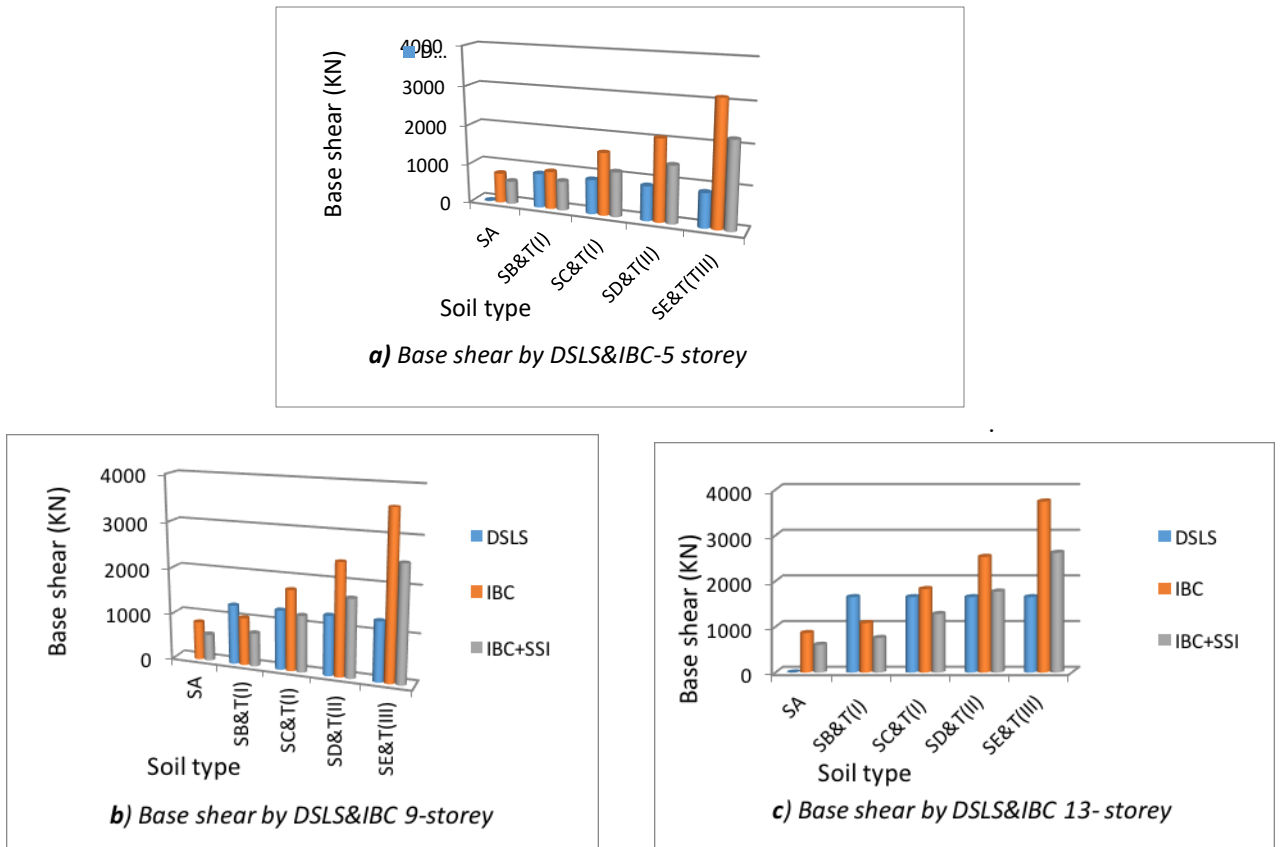 Base shear (KN)
4000
D...
3000
2000
1000
0
SA
SB&T(I)
SC&T(I)
SD&T(II)
SE&T(TIII)
Soil type
a) Base shear by DSLS&IBC-5 storey
.
Base shear (KN)
4000
3000
2000
1000
0
SA
SB&T(I)
SC&T(I)
SD&T(II)
SE&T(III)
Soil type
DSLS
IBC
IBC+SSI
b) Base shear by DSLS&IBC 9-storey
Base shear (KN)
4000
3000
2000
1000
0
SA
SB&T(I)
SC&T(I)
SD&T(II)
SE&T(III)
Soil type
DSLS
IBC
IBC+SSI
c) Base shear by DSLS&IBC 13- storey